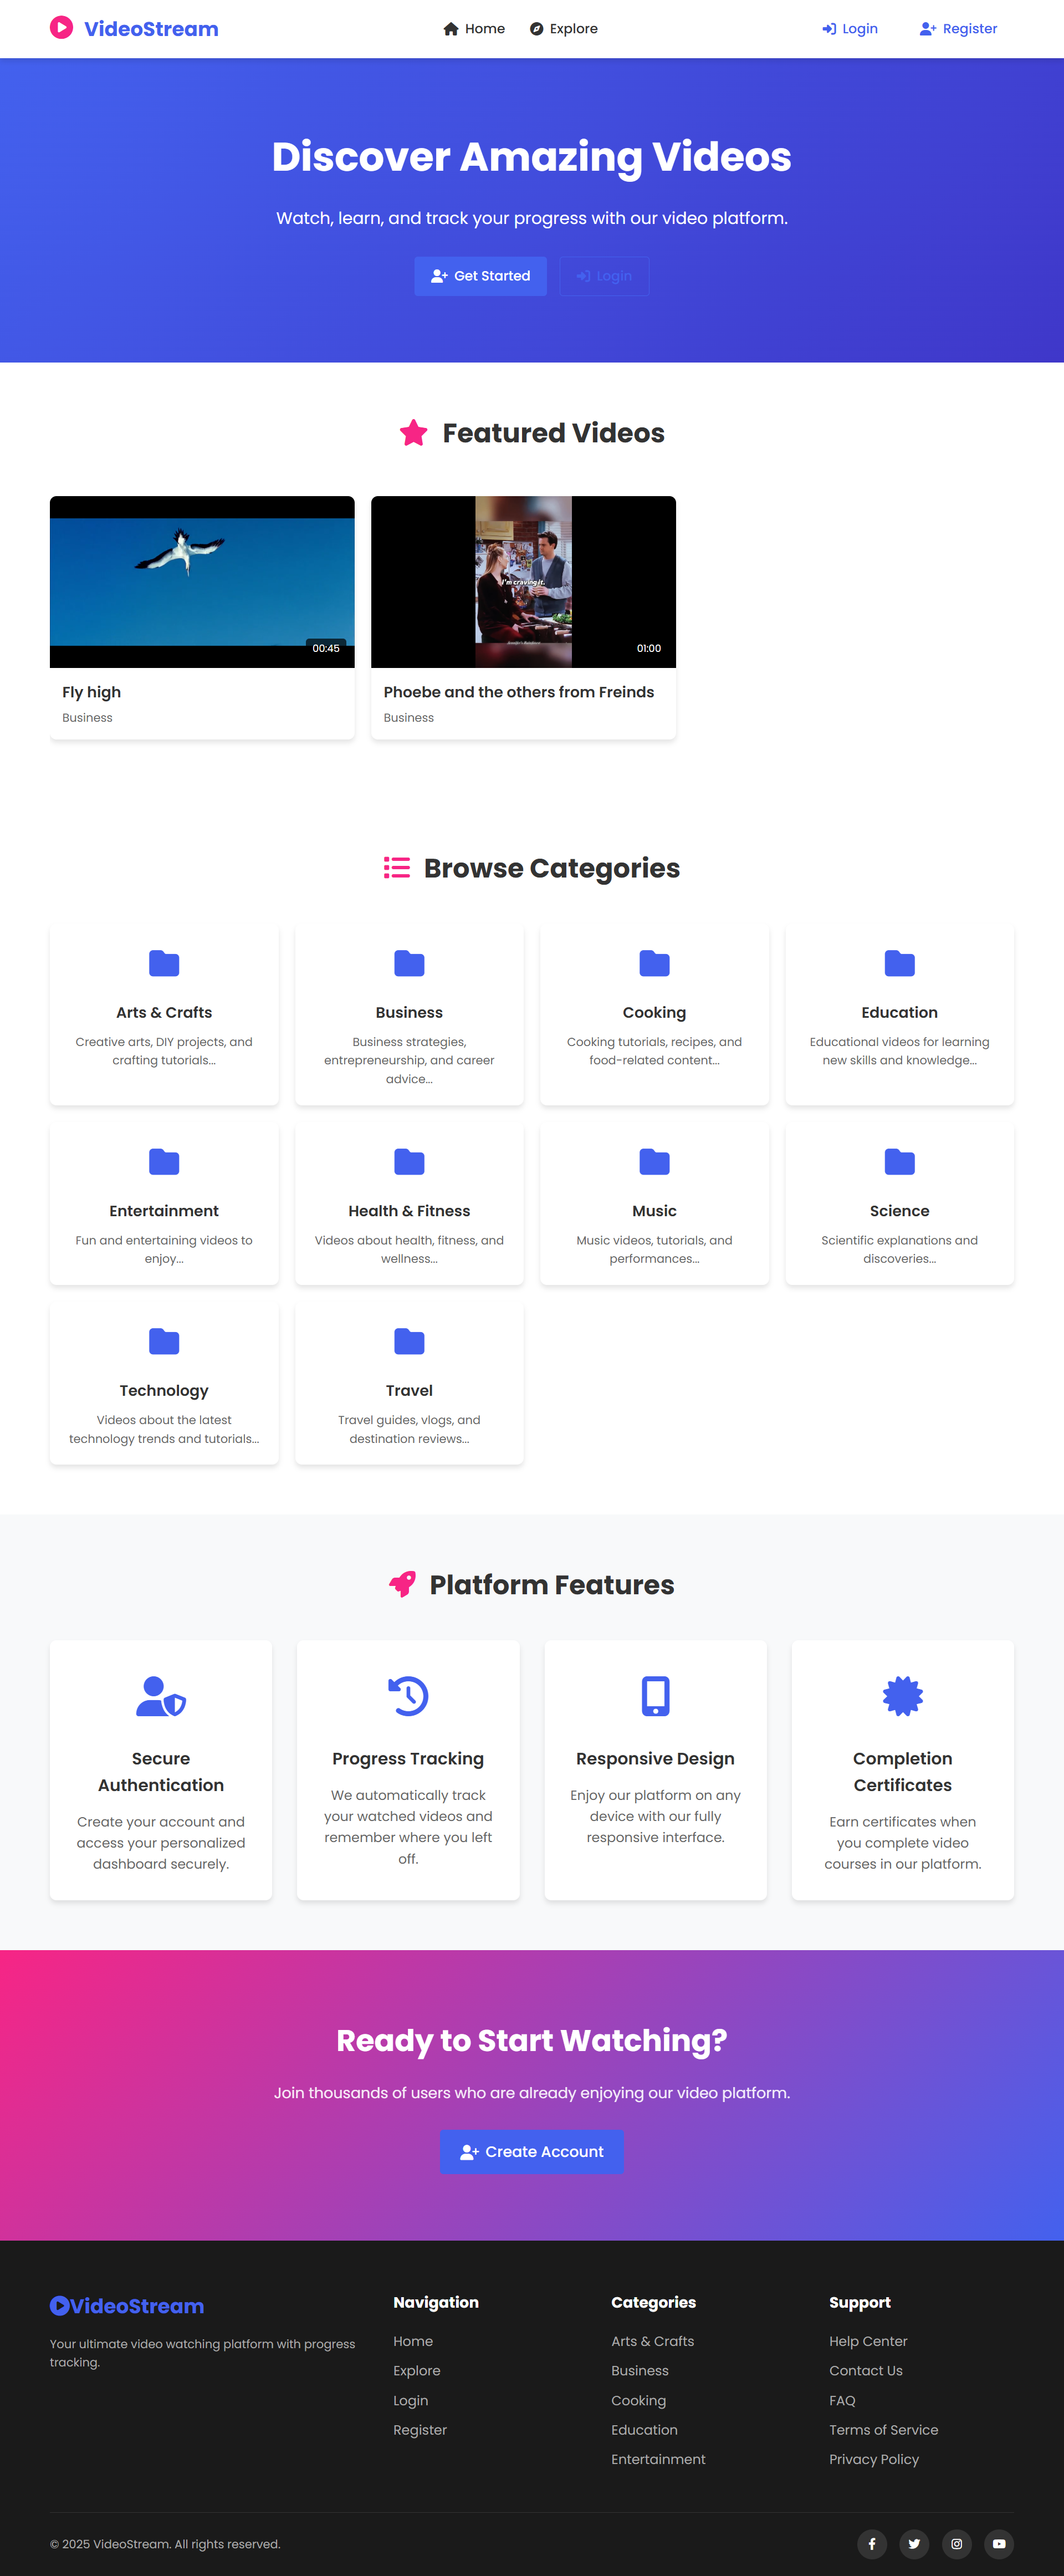 VideoStream
Home
Explore
Login
Register
Discover Amazing Videos
Watch, learn, and track your progress with our video platform.
Get Started
Login
Featured Videos
I'm craving it.
00:45
01:00
Fly high
Business
Phoebe and the others from Freinds
Business
Browse Categories
Arts & Crafts
Creative arts, DIY projects, and
crafting tutorials...
Business
Business strategies,
entrepreneurship, and career
advice...
Cooking
Cooking tutorials, recipes, and
food-related content...
Education
Educational videos for learning
new skills and knowledge...
Entertainment
Fun and entertaining videos to
enjoy...
Health & Fitness
Videos about health, fitness, and
wellness...
Music
Music videos, tutorials, and
performances...
Science
Scientific explanations and
discoveries...
Technology
Videos about the latest
technology trends and tutorials...
Travel
Travel guides, vlogs, and
destination reviews...
Platform Features
Secure
Authentication
Create your account and
access your personalized
dashboard securely.
Progress Tracking
We automatically track
your watched videos and
remember where you left
off.
Responsive Design
Enjoy our platform on any
device with our fully
responsive interface.
Completion
Certificates
Earn certificates when
you complete video
courses in our platform.
Ready to Start Watching?
Join thousands of users who are already enjoying our video platform.
Create Account
VideoStream
Your ultimate video watching platform with progress
tracking.
Navigation
Home
Explore
Login
Register
Categories
Arts & Crafts
Business
Cooking
Education
Entertainment
Support
Help Center
Contact Us
FAQ
Terms of Service
Privacy Policy
© 2025 VideoStream. All rights reserved.